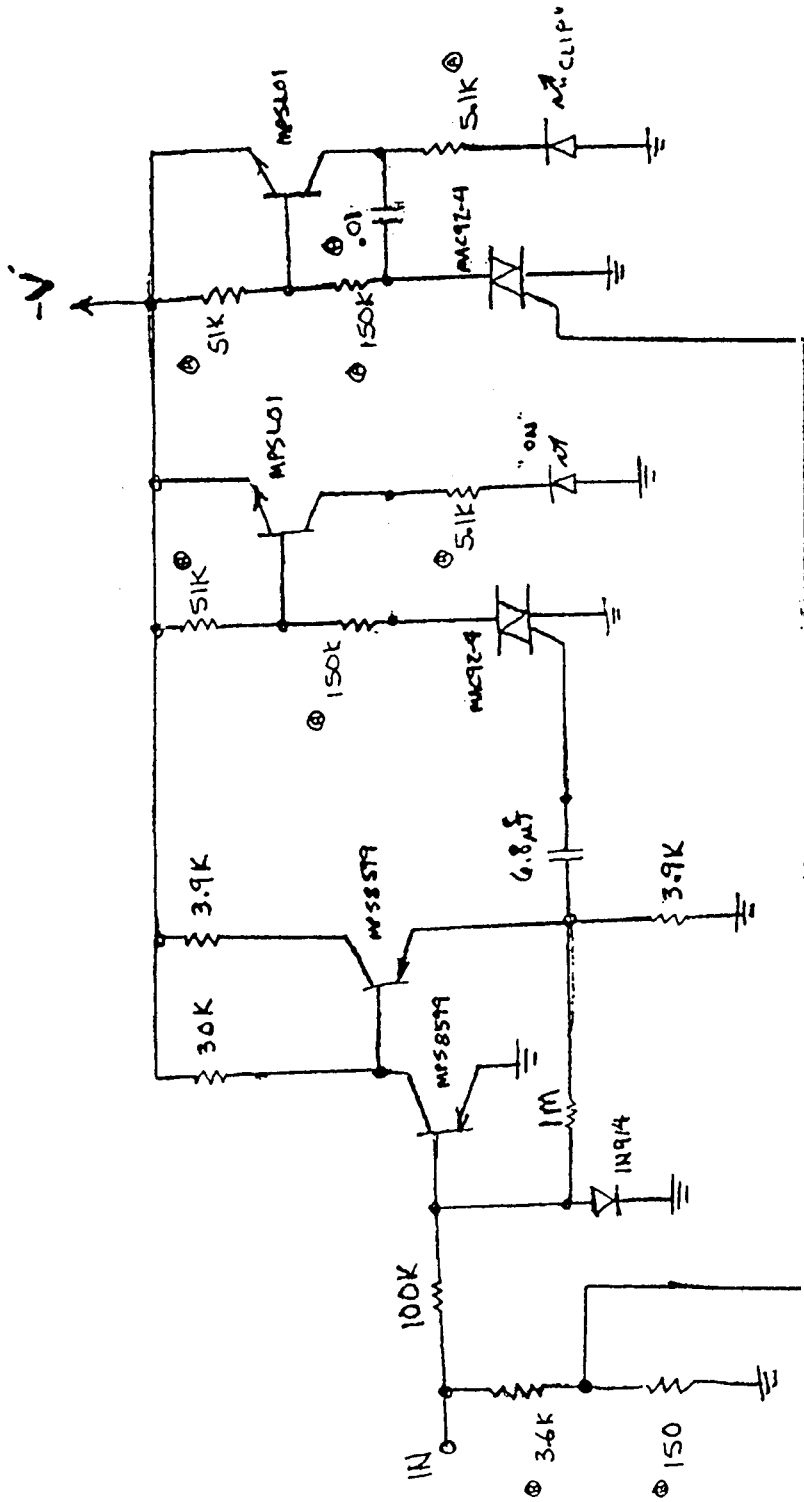 -V
MPSL01
Ⓐ 5.1K
"CLIP"
Ⓐ .01
MAC92-4
Ⓐ 51K
Ⓐ 150K
MPSL01
"ON"
Ⓐ 5.1K
Ⓐ 51K
MAC92-4
Ⓐ 150K
3.9K
MPS8599
6.8µf
3.9K
30K
MPS8599
1M
1N914
100K
IN
Ⓐ 3.6K
Ⓐ 150